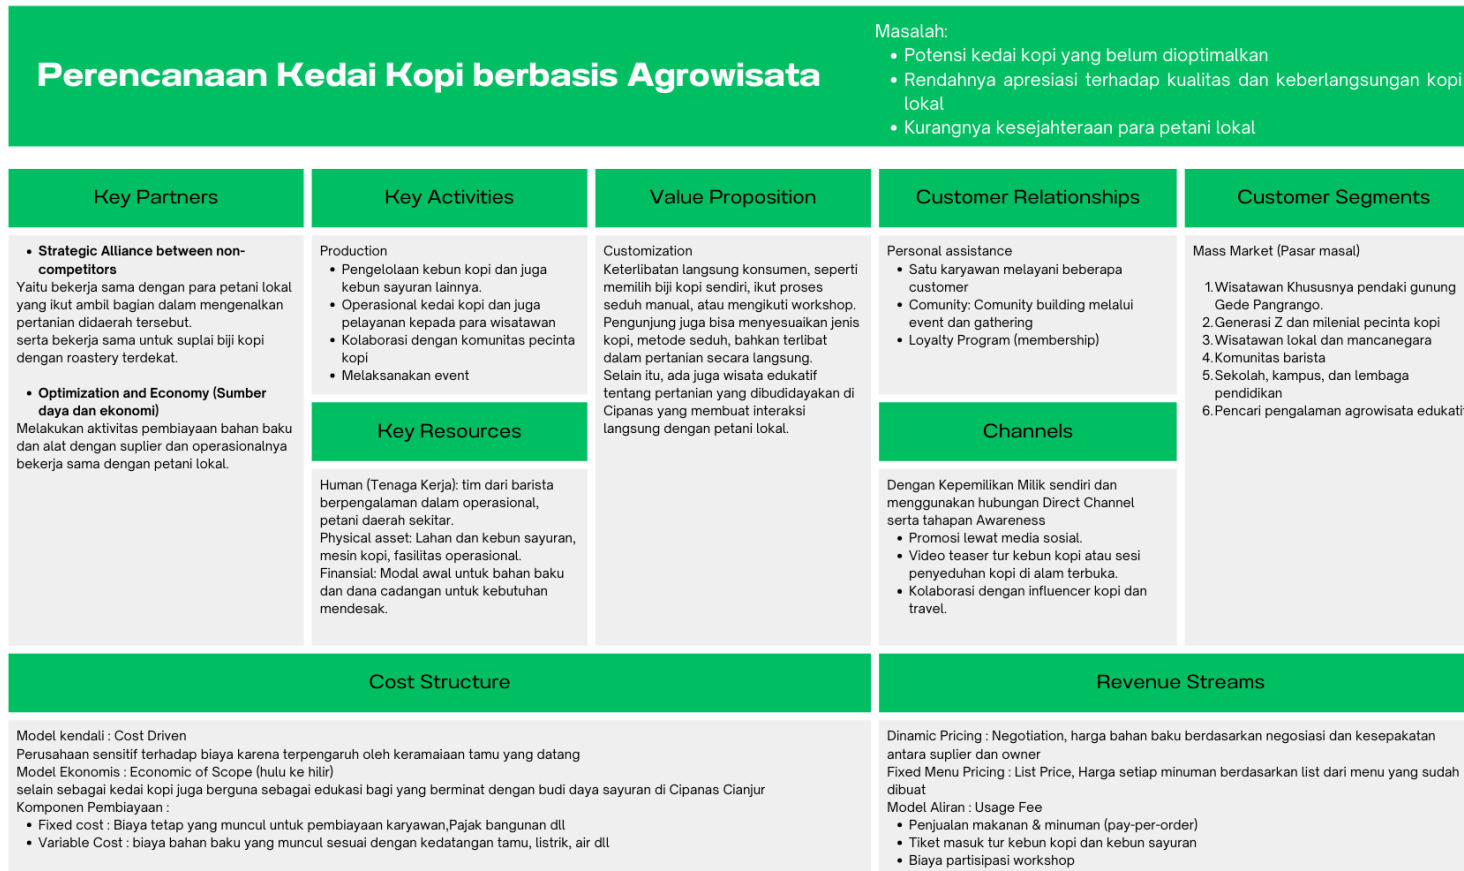 Perencanaan Kedai Kopi berbasis Agrowisata
Masalah:
• Potensi kedai kopi yang belum dioptimalkan
• Rendahnya apresiasi terhadap kualitas dan keberlangsungan kopi
lokal
• Kurangnya kesejahteraan para petani lokal
Key Partners
• Strategic Alliance between non-
competitors
Yaitu bekerja sama dengan para petani lokal
yang ikut ambil bagian dalam mengenalkan
pertanian didaerah tersebut.
serta bekerja sama untuk suplai biji kopi
dengan roastery terdekat.
• Optimization and Economy (Sumber
daya dan ekonomi)
Melakukan aktivitas pembiayaan bahan baku
dan alat dengan suplier dan operasionalnya
bekerja sama dengan petani lokal.
Key Activities
Production
• Pengelolaan kebun kopi dan juga
kebun sayuran lainnya.
• Operasional kedai kopi dan juga
pelayanan kepada para wisatawan
• Kolaborasi dengan komunitas pecinta
kopi
• Melaksanakan event
Key Resources
Human (Tenaga Kerja): tim dari barista
berpengalaman dalam operasional,
petani daerah sekitar.
Physical asset: Lahan dan kebun sayuran,
mesin kopi, fasilitas operasional.
Finansial: Modal awal untuk bahan baku
dan dana cadangan untuk kebutuhan
mendesak.
Value Proposition
Customization
Keterlibatan langsung konsumen, seperti
memilih biji kopi sendiri, ikut proses
seduh manual, atau mengikuti workshop.
Pengunjung juga bisa menyesuaikan jenis
kopi, metode seduh, bahkan terlibat
dalam pertanian secara langsung.
Selain itu, ada juga wisata edukatif
tentang pertanian yang dibudidayakan di
Cipanas yang membuat interaksi
langsung dengan petani lokal.
Customer Relationships
Personal assistance
• Satu karyawan melayani beberapa
customer
• Comunity: Comunity building melalui
event dan gathering
• Loyalty Program (membership)
Channels
Dengan Kepemilikan Milik sendiri dan
menggunakan hubungan Direct Channel
serta tahapan Awareness
• Promosi lewat media sosial.
• Video teaser tur kebun kopi atau sesi
penyeduhan kopi di alam terbuka.
• Kolaborasi dengan influencer kopi dan
travel.
Customer Segments
Mass Market (Pasar masal)
1. Wisatawan Khususnya pendaki gunung
Gede Pangrango.
2. Generasi Z dan milenial pecinta kopi
3. Wisatawan lokal dan mancanegara
4. Komunitas barista
5. Sekolah, kampus, dan lembaga
pendidikan
6. Pencari pengalaman agrowisata edukatif
Cost Structure
Model kendali : Cost Driven
Perusahaan sensitif terhadap biaya karena terpengaruh oleh keramaiaan tamu yang datang
Model Ekonomis : Economic of Scope (hulu ke hilir)
selain sebagai kedai kopi juga berguna sebagai edukasi bagi yang berminat dengan budi daya sayuran di Cipanas Cianjur
Komponen Pembiayaan :
• Fixed cost : Biaya tetap yang muncul untuk pembiayaan karyawan,Pajak bangunan dll
• Variable Cost : biaya bahan baku yang muncul sesuai dengan kedatangan tamu, listrik, air dll
Revenue Streams
Dinamic Pricing : Negotiation, harga bahan baku berdasarkan negosiasi dan kesepakatan
antara suplier dan owner
Fixed Menu Pricing : List Price, Harga setiap minuman berdasarkan list dari menu yang sudah
dibuat
Model Aliran : Usage Fee
• Penjualan makanan & minuman (pay-per-order)
• Tiket masuk tur kebun kopi dan kebun sayuran
• Biaya partisipasi workshop